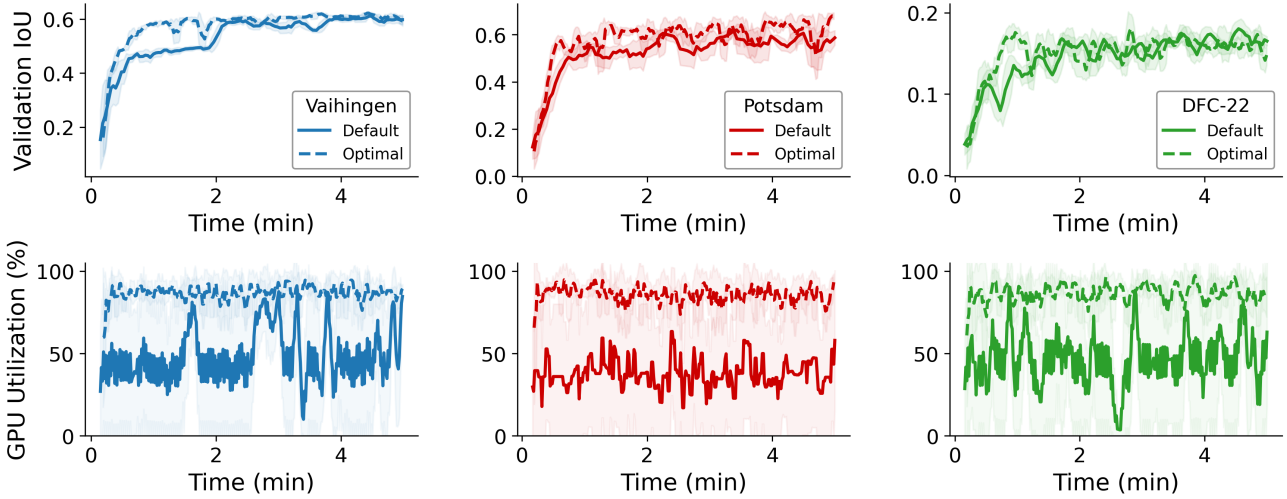 Validation IoU
0.6
0.4
0.2
0
2
4
Time (min)
Vaihingen
Default
Optimal
0.6
0.4
0.2
0.0
0
2
4
Time (min)
Potsdam
Default
Optimal
0.2
0.1
0.0
0
2
4
Time (min)
DFC-22
Default
Optimal
GPU Utilization (%)
100
50
0
0
2
4
Time (min)
100
50
0
0
2
4
Time (min)
100
50
0
0
2
4
Time (min)